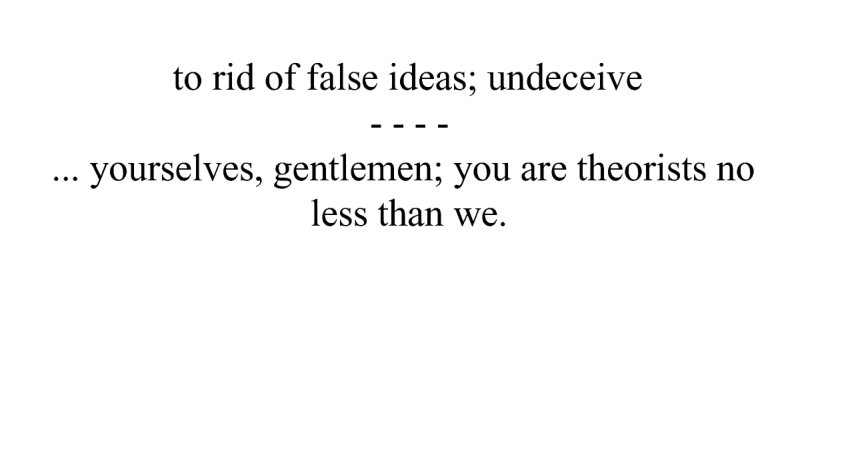 to rid of false ideas; undeceive
- - - -
... yourselves, gentlemen; you are theorists no
less than we.